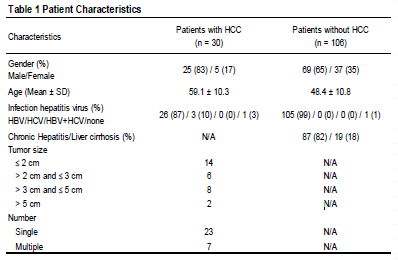 Table 1 Patient Characteristics
Characteristics Patients with HCC (n = 30) Patients without HCC (n = 106)
Gender (%)
Male/Female 25 (83) / 5 (17) 69 (65) / 37 (35)
Age (Mean ± SD) 59.1 ± 10.3 48.4 ± 10.8
Infection hepatitis virus (%)
HBV/HCV/HBV+HCV/none 26 (87) / 3 (10) / 0 (0) / 1 (3) 105 (99) / 0 (0) / 0 (0) / 1 (1)
Chronic Hepatitis/Liver cirrhosis (%) N/A 87 (82) / 19 (18)
Tumor size
≤ 2 cm 14 N/A
> 2 cm and ≤ 3 cm 6 N/A
> 3 cm and ≤ 5 cm 8 N/A
> 5 cm 2 N/A
Number
Single 23 N/A
Multiple 7 N/A